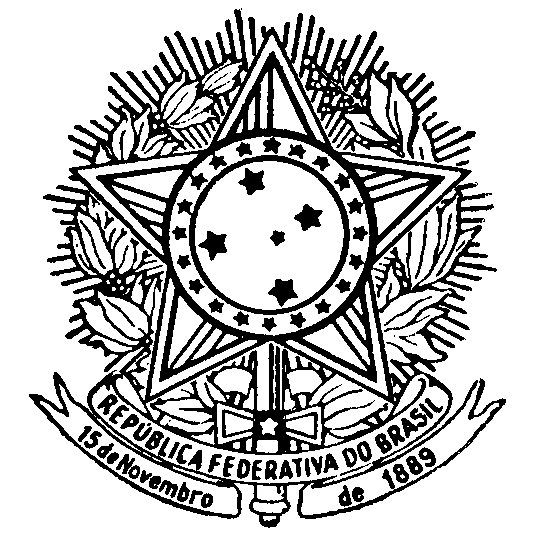 REPÚBLICA FEDERATIVA DO BRASIL
15 de Novembro de 1889